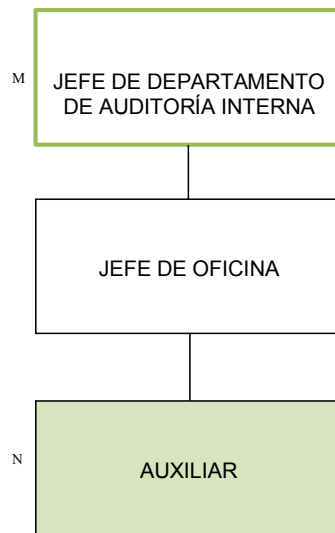 M
JEFE DE DEPARTAMENTO
DE AUDITORÍA INTERNA
JEFE DE OFICINA
N
AUXILIAR